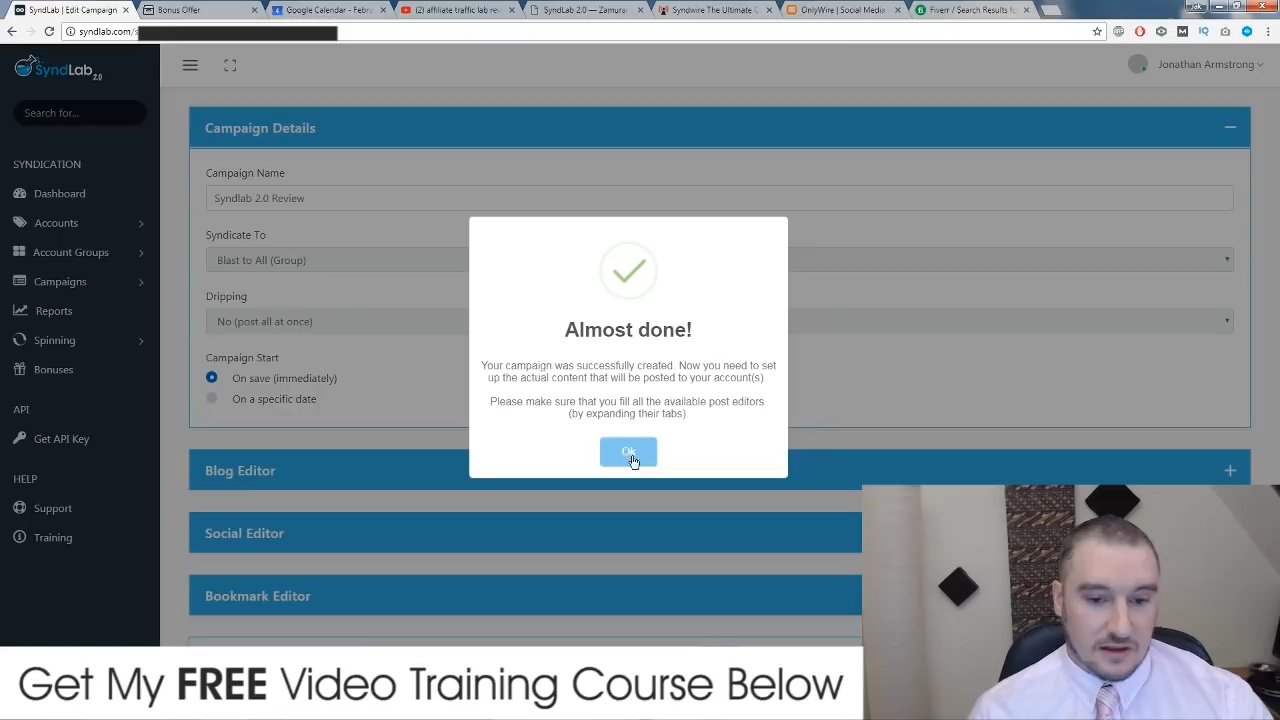 SyndLab | Edit Campaign
Bonus Offer
Google Calendar - Febru
(2) affiliate traffic lab rev
SyndLab 2.0 — Zamura
Syndwire The Ultimate C
OnlyWire | Social Media
Fiverr / Search Results fo
Jak
syndlab.com/s
SyndLab 2.0
Jonathan Armstrong
Search for...
SYNDICATION
Dashboard
Accounts
Account Groups
Campaigns
Reports
Spinning
Bonuses
API
Get API Key
HELP
Support
Training
Campaign Details
Campaign Name
Syndlab 2.0 Review
Syndicate To
Blast to All (Group)
Dripping
No (post all at once)
Campaign Start
On save (immediately)
On a specific date
Almost done!
Your campaign was successfully created. Now you need to set
up the actual content that will be posted to your account(s).
Please make sure that you fill all the available post editors
(by expanding their tabs).
Ok
Blog Editor
Social Editor
Bookmark Editor
Get My FREE Video Training Course Below